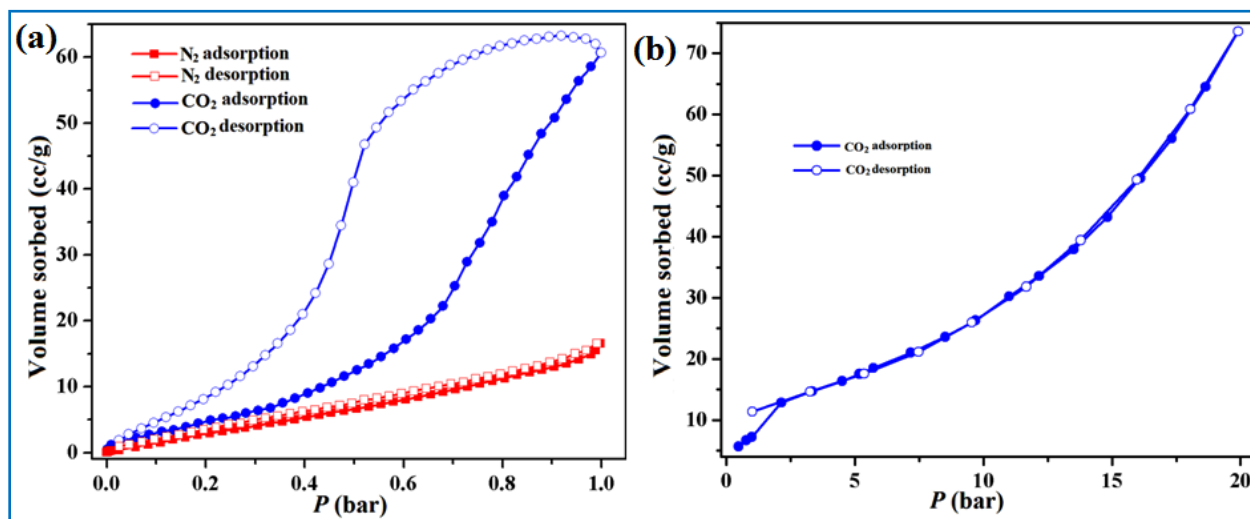 (a)
N₂ adsorption
N₂ desorption
CO₂ adsorption
CO₂ desorption
Volume sorbed (cc/g)
60
50
40
30
20
10
0
0.0 0.2 0.4 0.6 0.8 1.0
P (bar)
(b)
CO₂ adsorption
CO₂ desorption
Volume sorbed (cc/g)
70
60
50
40
30
20
10
0 5 10 15 20
P (bar)